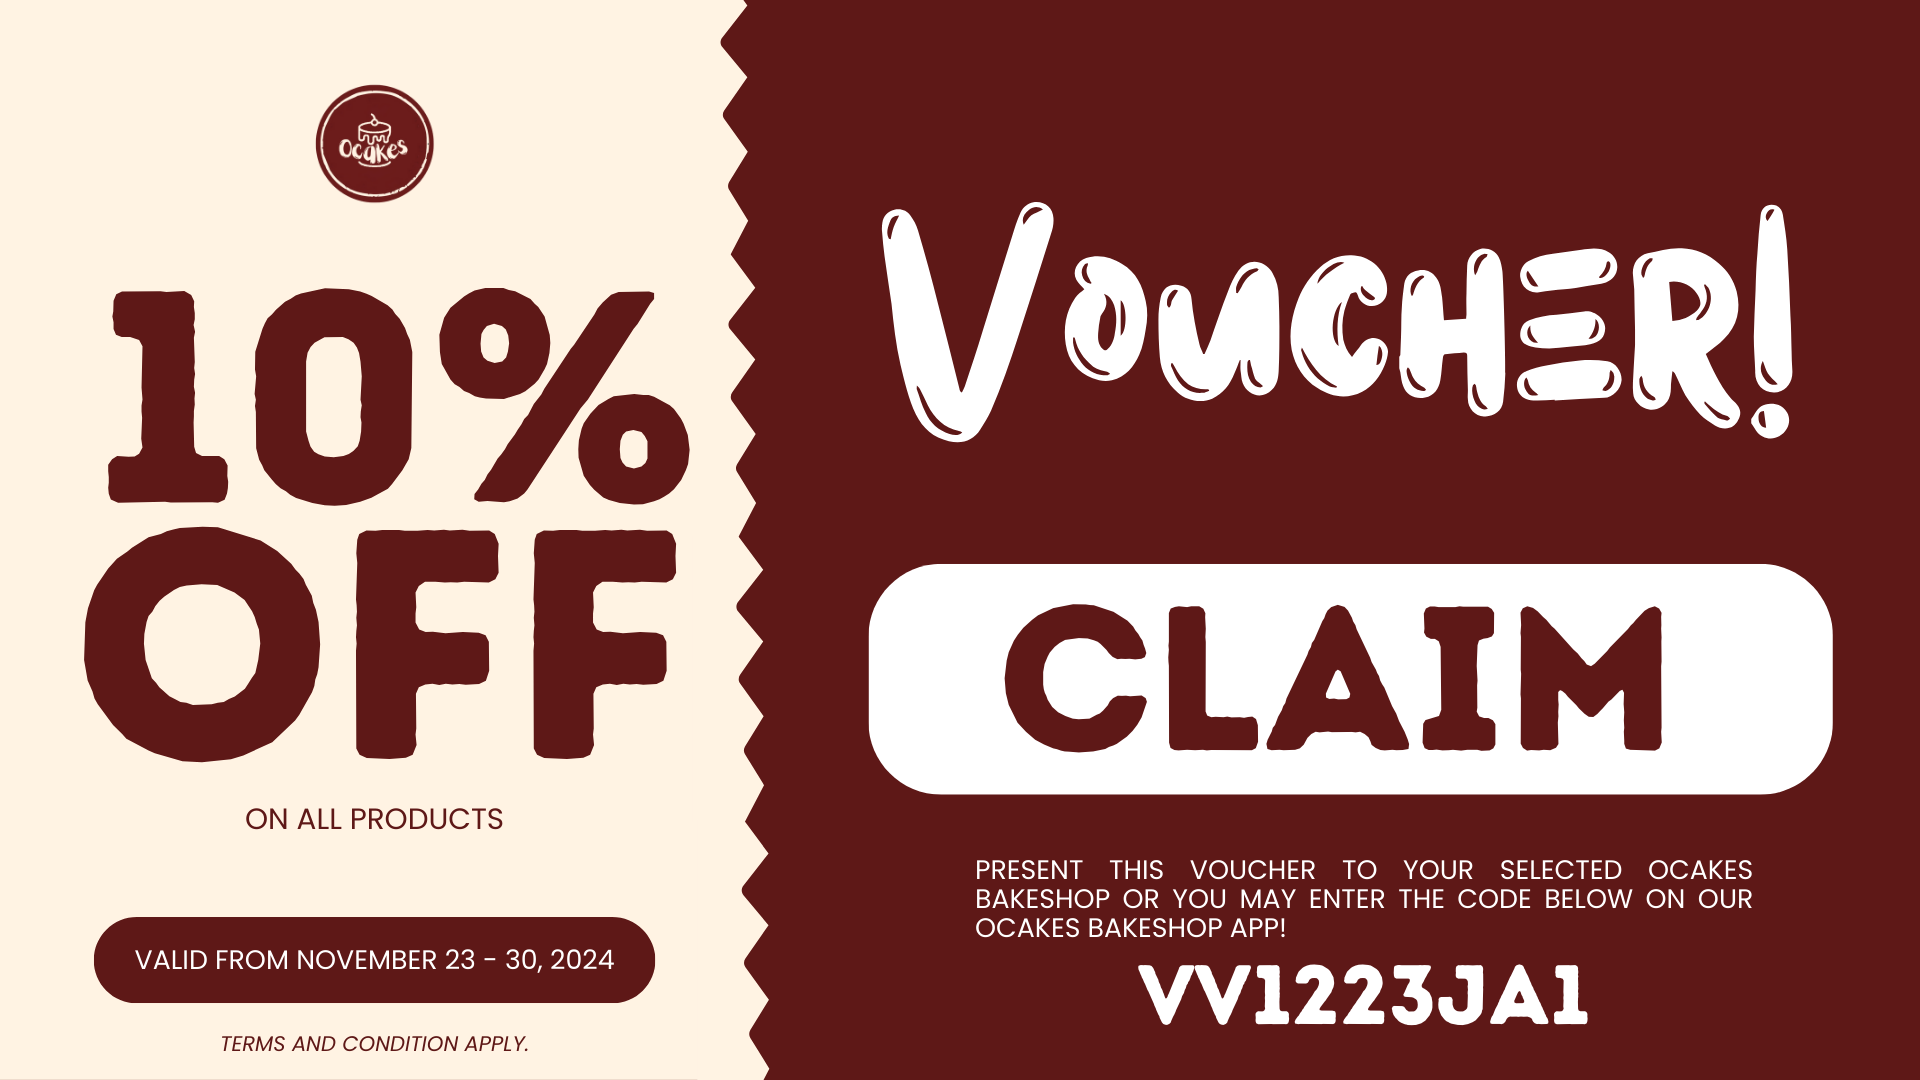 Ocakes
10%
OFF
ON ALL PRODUCTS
VALID FROM NOVEMBER 23 - 30, 2024
TERMS AND CONDITION APPLY.
VOUCHER!
CLAIM
PRESENT THIS VOUCHER TO YOUR SELECTED OCAKES
BAKESHOP OR YOU MAY ENTER THE CODE BELOW ON OUR
OCAKES BAKESHOP APP!
VV1223JA1